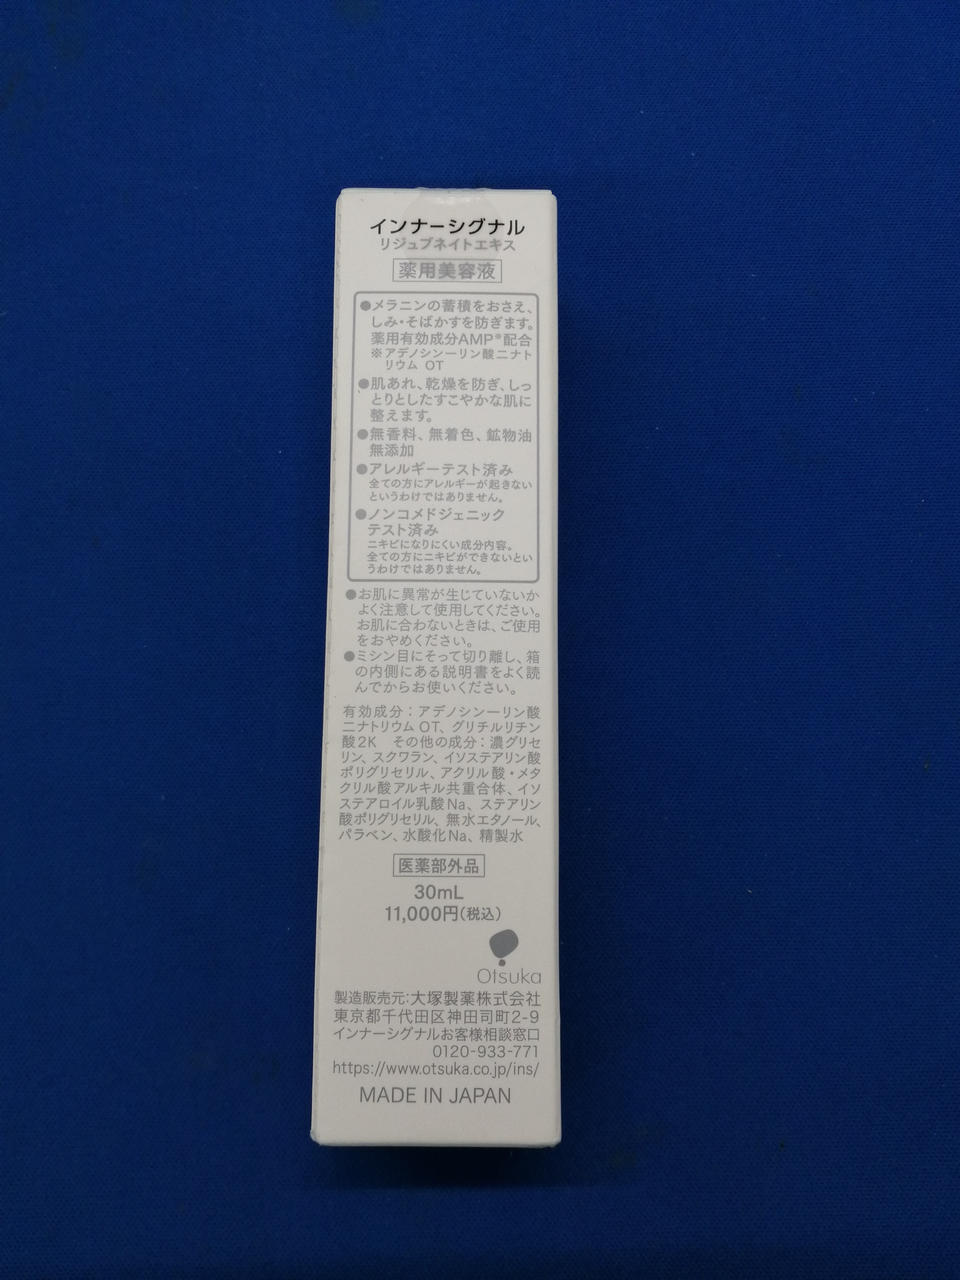 インナーシグナル
リジュブネイトエキス
薬用美容液
●メラニンの蓄積をおさえ、
しみ・そばかすを防ぎます。
薬用有効成分AMP※配合
※アデノシン一リン酸二ナト
リウム OT
●肌あれ、乾燥を防ぎ、しっ
とりとしたすこやかな肌に
整えます。
●無香料、無着色、鉱物油
無添加
●アレルギーテスト済み
全ての方にアレルギーが起きない
というわけではありません。
●ノンコメドジェニック
テスト済み
ニキビになりにくい成分内容。
全ての方にニキビができないとい
うわけではありません。
●お肌に異常が生じていないか
よく注意して使用してください。
お肌に合わないときは、ご使用
をおやめください。
●ミシン目にそって切り離し、箱
の内側にある説明書をよく読
んでからお使いください。
有効成分：アデノシン一リン酸
二ナトリウム OT、グリチルリチン
酸2K その他の成分：濃グリセ
リン、スクワラン、イソステアリン酸
ポリグリセリル、アクリル酸・メタ
クリル酸アルキル共重合体、イソ
ステアロイル乳酸Na、ステアリン
酸ポリグリセリル、無水エタノール、
パラベン、水酸化Na、精製水
医薬部外品
30mL
11,000円(税込)
Otsuka
製造販売元:大塚製薬株式会社
東京都千代田区神田司町2-9
インナーシグナルお客様相談窓口
0120-933-771
https://www.otsuka.co.jp/ins/
MADE IN JAPAN